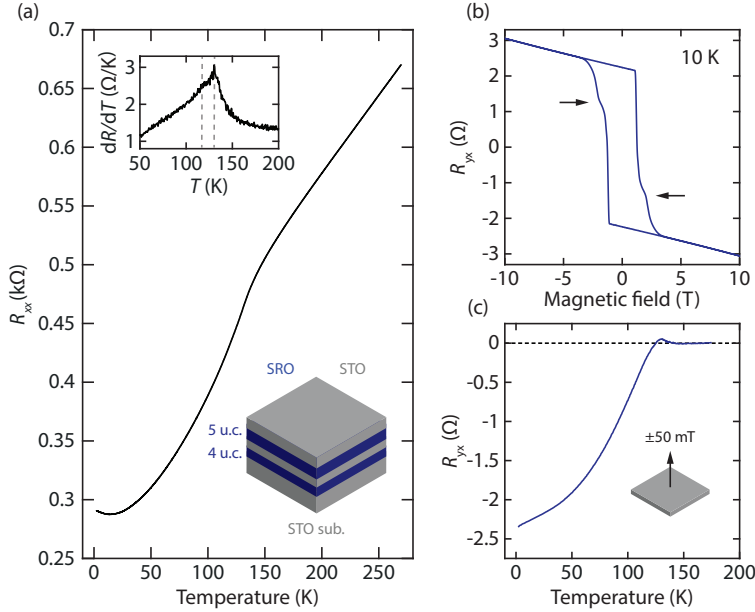 (a)
0.7
0.65
0.6
0.55
0.5
0.45
0.4
0.35
0.3
0.25
Rxx (kΩ)
0 50 100 150 200 250
Temperature (K)
3
2
1
dR/dT (Ω/K)
50 100 150 200
T (K)
SRO STO
5 u.c.
4 u.c.
STO sub.
(b)
10 K
3
2
1
0
-1
-2
-3
Ryx (Ω)
-10 -5 0 5 10
Magnetic field (T)
(c)
0
-0.5
-1
-1.5
-2
-2.5
Ryx (Ω)
±50 mT
0 50 100 150 200
Temperature (K)